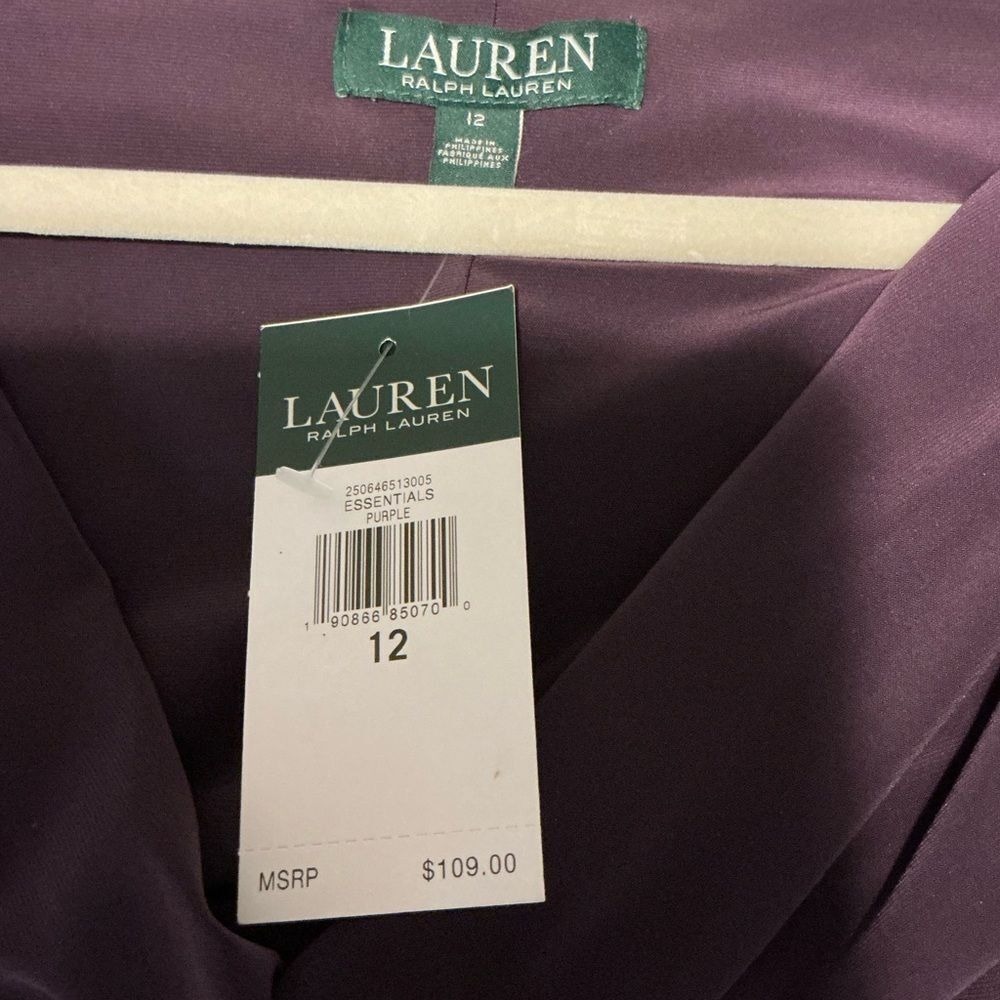 LAUREN
RALPH LAUREN
12
MADE IN
PHILIPPINES
FABRIQUE AUX
PHILIPPINES
LAUREN
RALPH LAUREN
250646513005
ESSENTIALS
PURPLE
1 90866 85070 0
12
MSRP $109.00